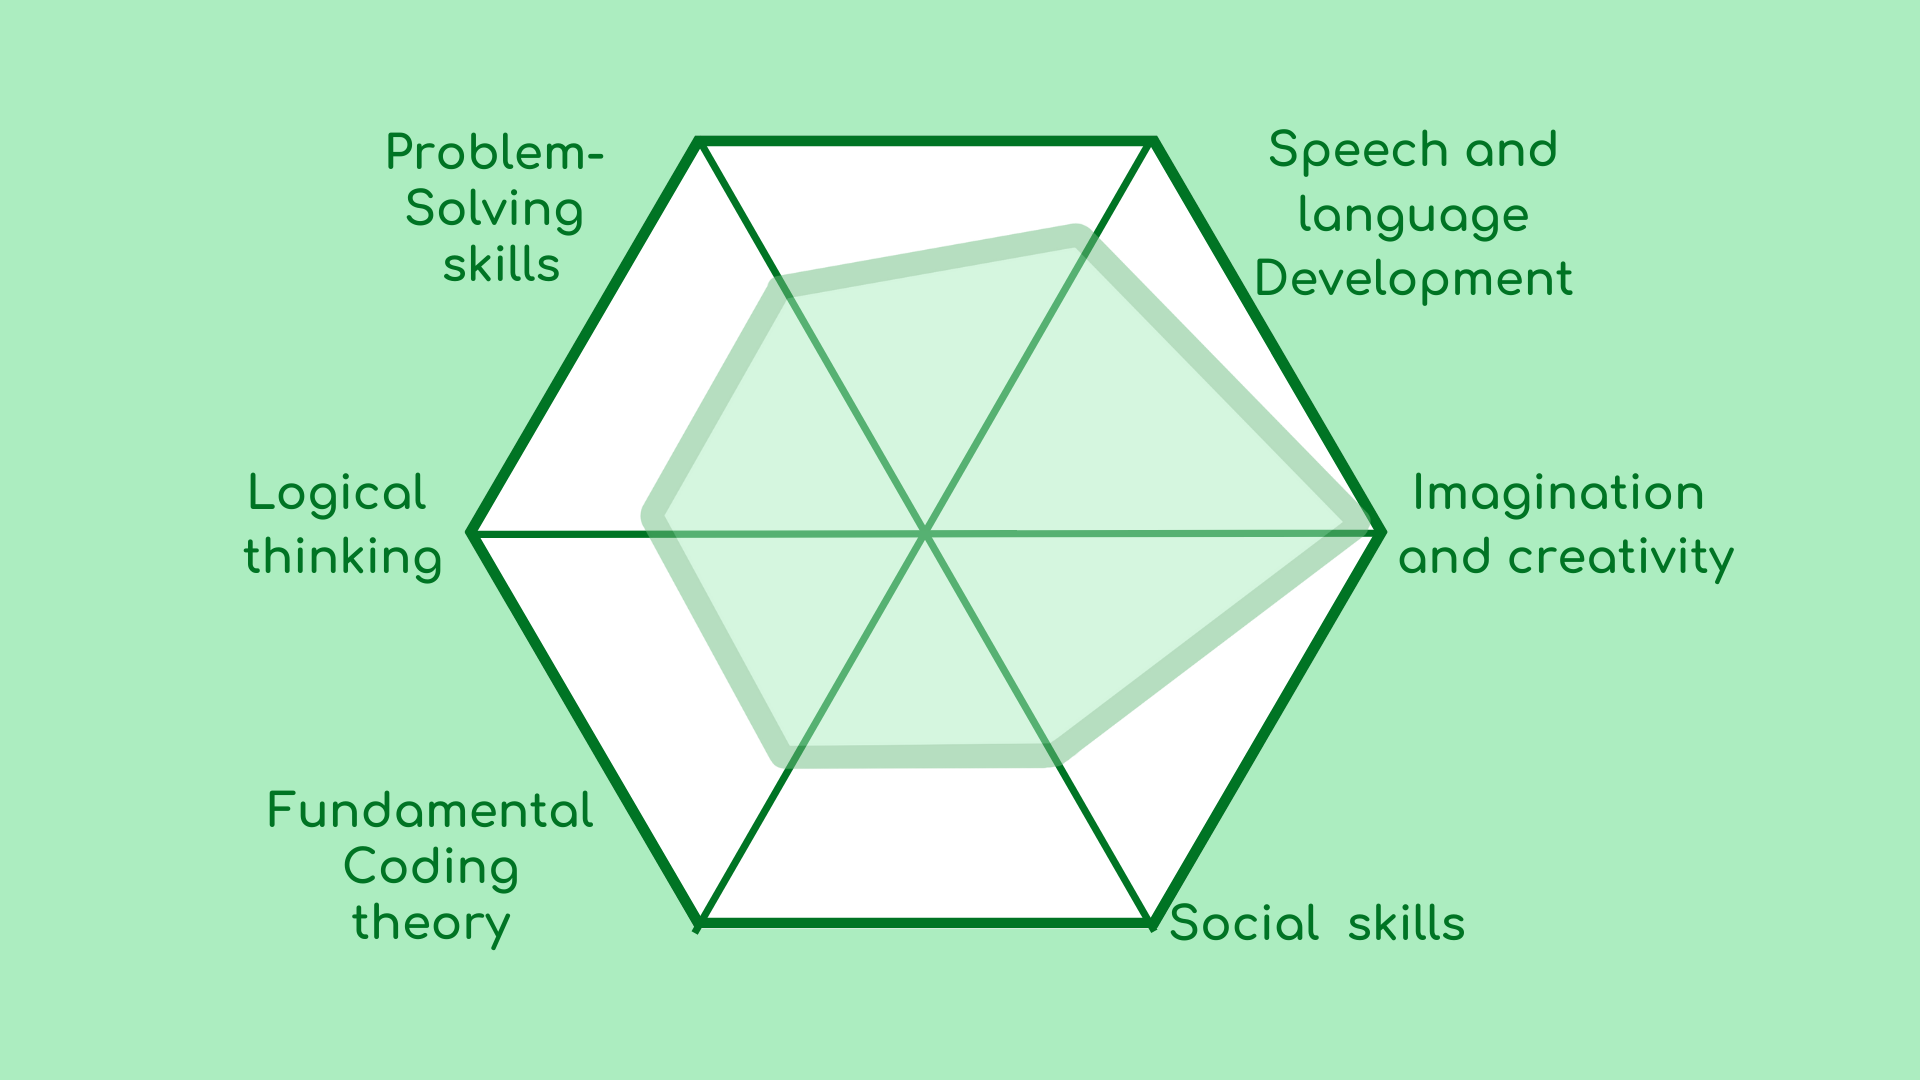 Problem-
Solving
skills
Speech and
language
Development
Logical
thinking
Imagination
and creativity
Fundamental
Coding
theory
Social skills